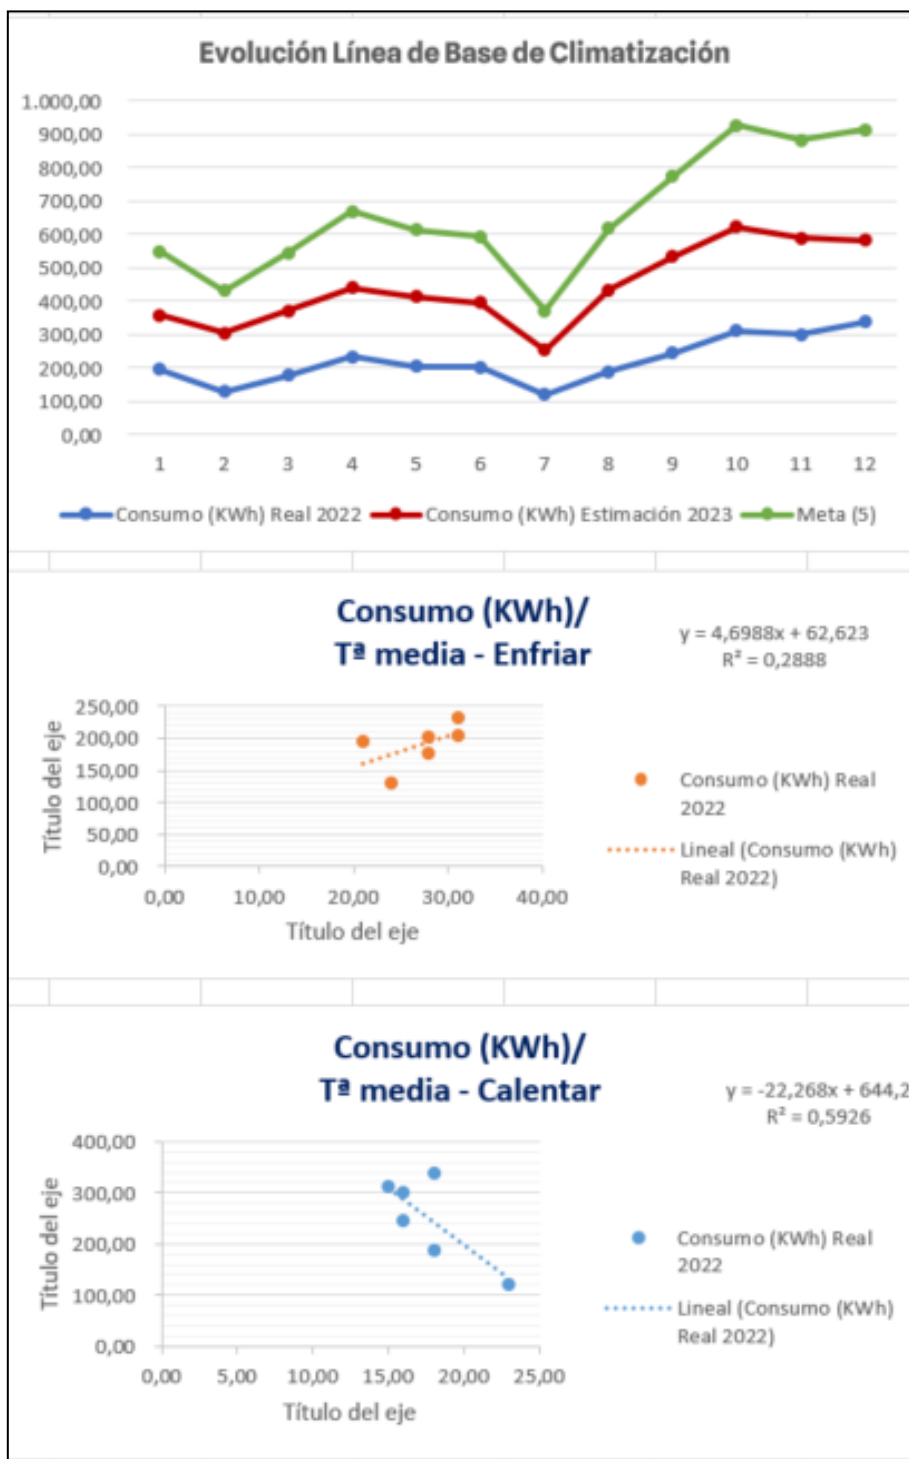 Evolución Línea de Base de Climatización
1.000,00
900,00
800,00
700,00
600,00
500,00
400,00
300,00
200,00
100,00
0,00
1 2 3 4 5 6 7 8 9 10 11 12
Consumo (KWh) Real 2022 Consumo (KWh) Estimación 2023 Meta (5)
Consumo (KWh)/
Tª media - Enfriar
y = 4,6988x + 62,623
R² = 0,2888
Título del eje
250,00
200,00
150,00
100,00
50,00
0,00
0,00 10,00 20,00 30,00 40,00
Título del eje
Consumo (KWh) Real
2022
Lineal (Consumo (KWh)
Real 2022)
Consumo (KWh)/
Tª media - Calentar
y = -22,268x + 644,2
R² = 0,5926
Título del eje
400,00
300,00
200,00
100,00
0,00
0,00 5,00 10,00 15,00 20,00 25,00
Título del eje
Consumo (KWh) Real
2022
Lineal (Consumo (KWh)
Real 2022)